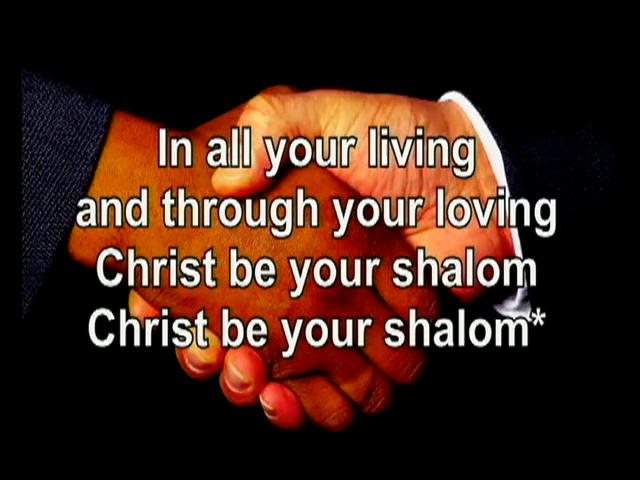 In all your living
and through your loving
Christ be your shalom
Christ be your shalom*